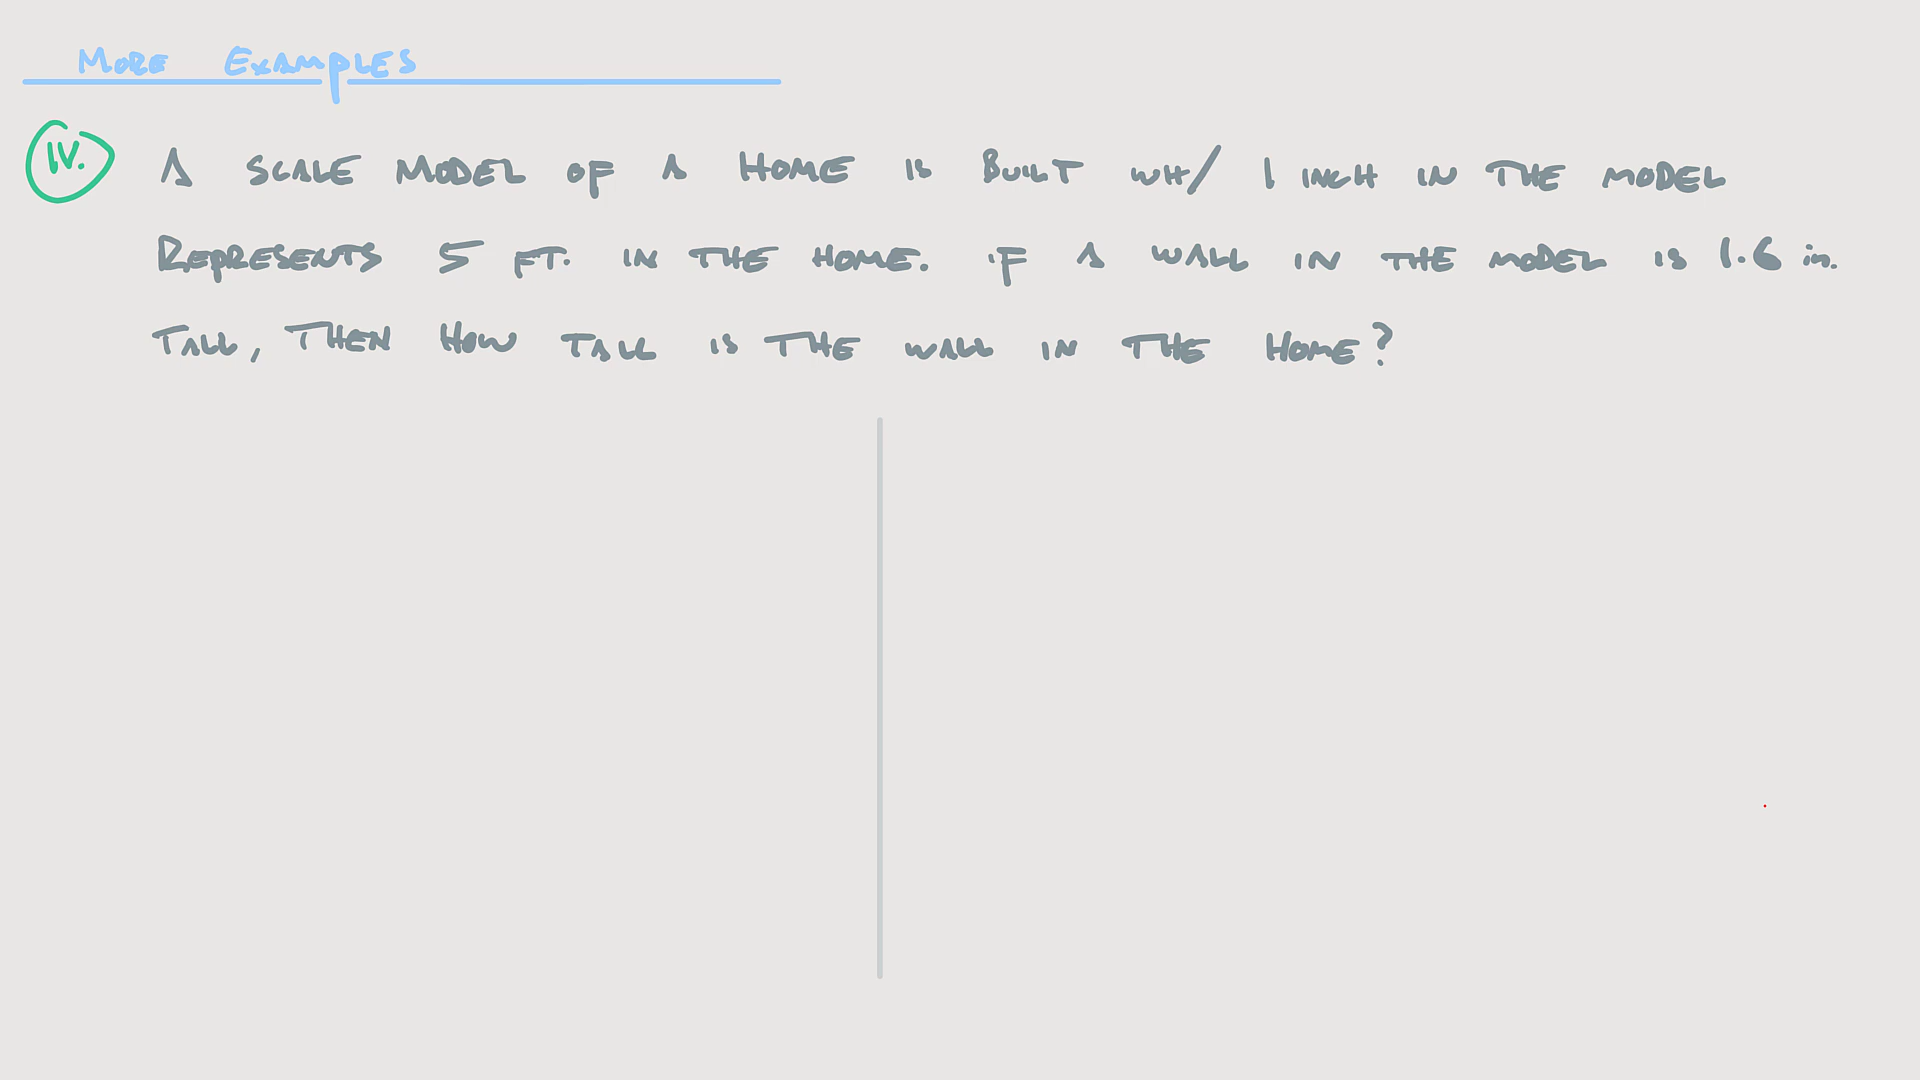 More Examples
IV. A SCALE MODEL OF A HOME IS BUILT WH/ 1 INCH IN THE MODEL
REPRESENTS 5 FT. IN THE HOME. IF A WALL IN THE MODEL IS 1.6 in.
TALL, THEN HOW TALL IS THE WALL IN THE HOME?